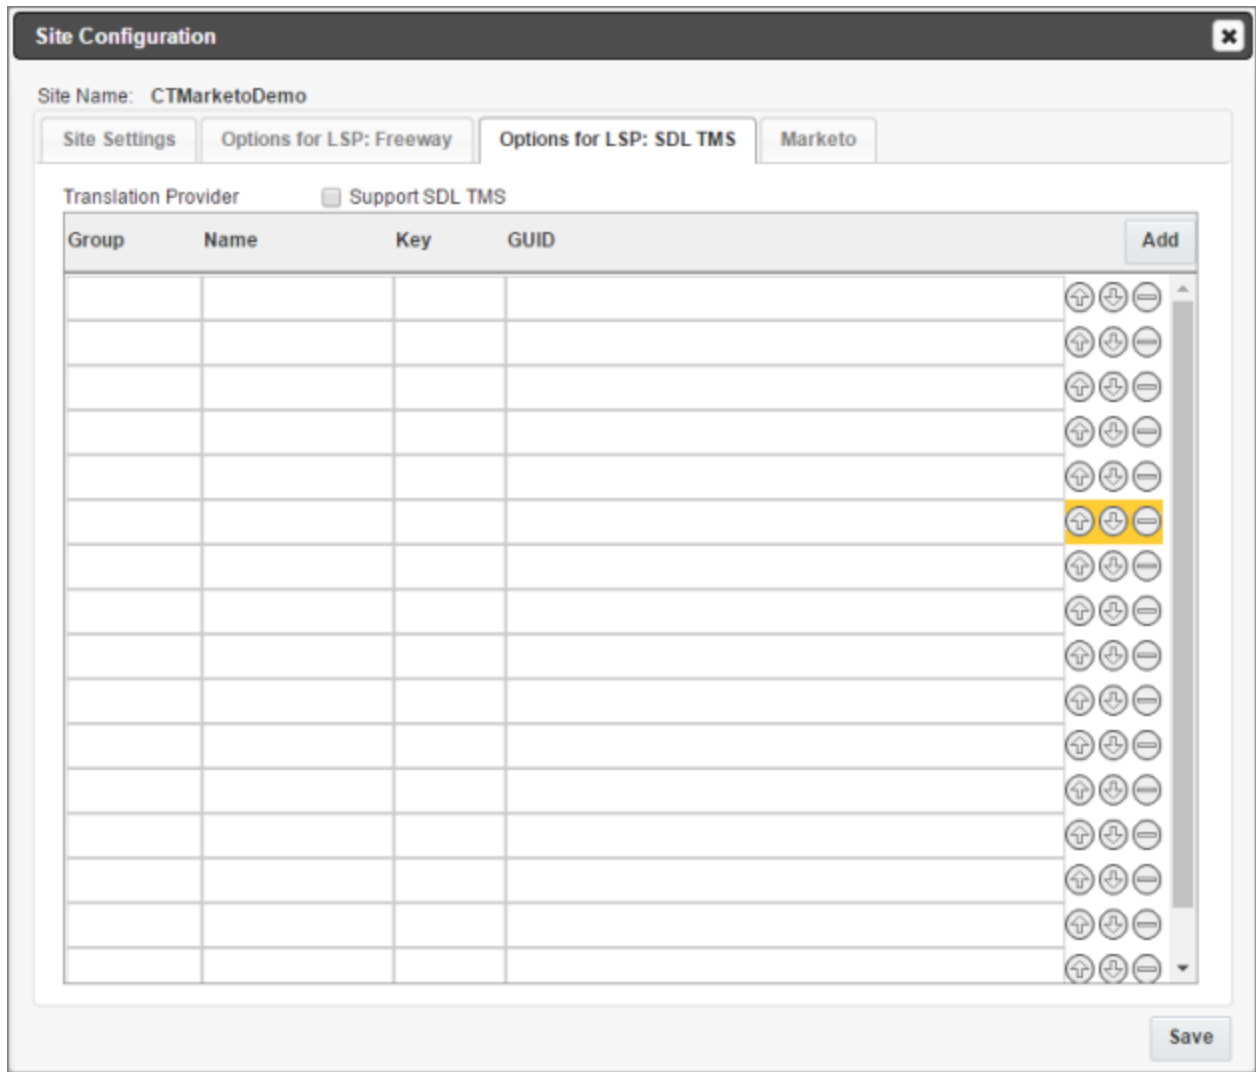 Site Configuration
Site Name: CTMarketoDemo
Site Settings Options for LSP: Freeway Options for LSP: SDL TMS Marketo
Translation Provider Support SDL TMS
Group Name Key GUID Add
Save